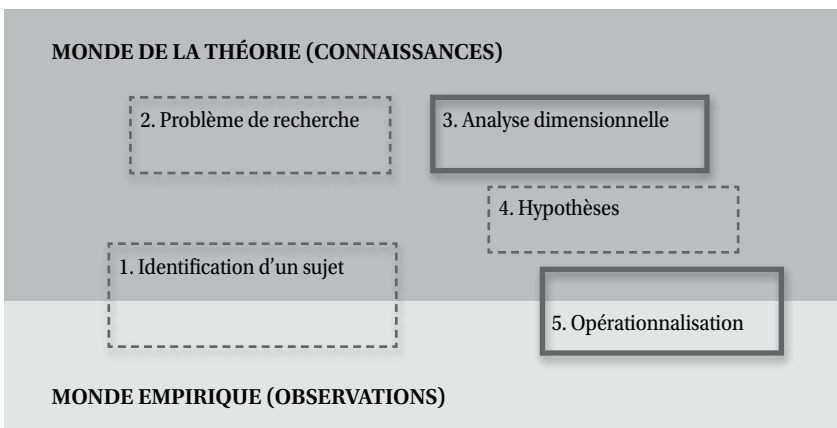 MONDE DE LA THÉORIE (CONNAISSANCES)
2. Problème de recherche
3. Analyse dimensionnelle
4. Hypothèses
1. Identification d'un sujet
5. Opérationnalisation
MONDE EMPIRIQUE (OBSERVATIONS)